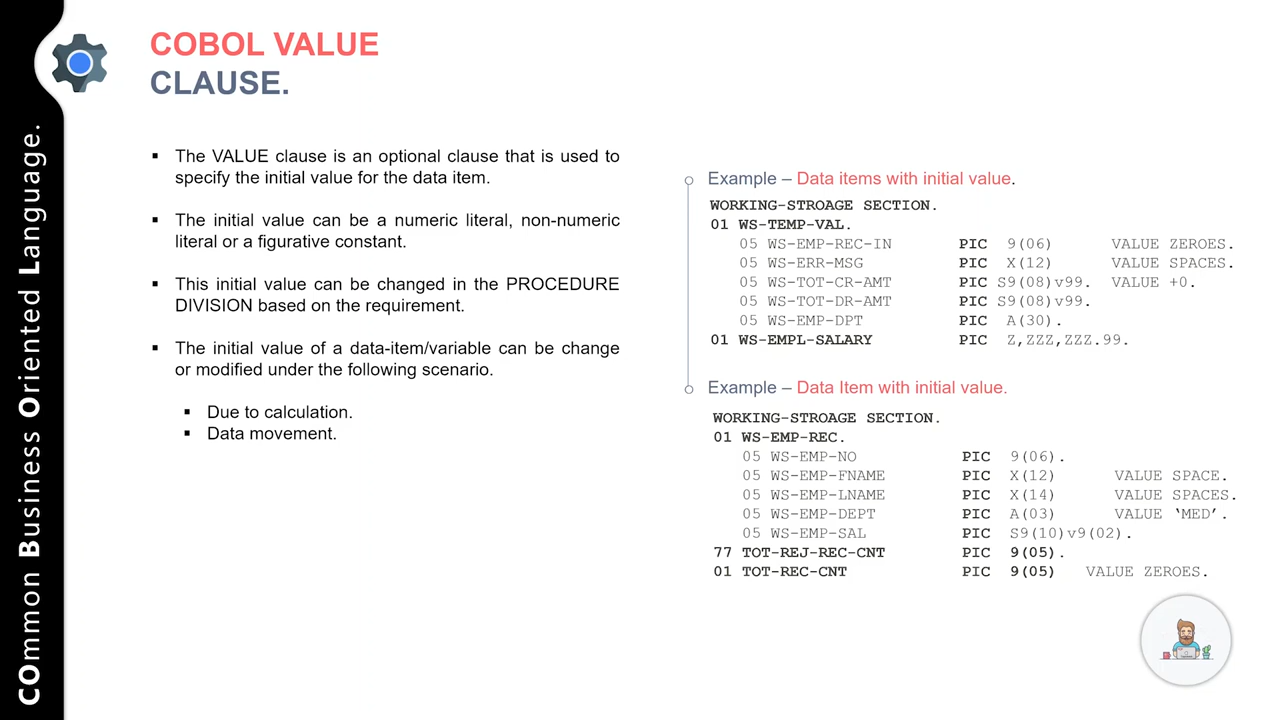 COmmon Business Oriented Language.
COBOL VALUE
CLAUSE.
▪ The VALUE clause is an optional clause that is used to
specify the initial value for the data item.
▪ The initial value can be a numeric literal, non-numeric
literal or a figurative constant.
▪ This initial value can be changed in the PROCEDURE
DIVISION based on the requirement.
▪ The initial value of a data-item/variable can be change
or modified under the following scenario.
▪ Due to calculation.
▪ Data movement.
Example – Data items with initial value.
WORKING-STROAGE SECTION.
01 WS-TEMP-VAL.
05 WS-EMP-REC-IN PIC 9(06) VALUE ZEROES.
05 WS-ERR-MSG PIC X(12) VALUE SPACES.
05 WS-TOT-CR-AMT PIC S9(08)v99. VALUE +0.
05 WS-TOT-DR-AMT PIC S9(08)v99.
05 WS-EMP-DPT PIC A(30).
01 WS-EMPL-SALARY PIC Z,ZZZ,ZZZ.99.
Example – Data Item with initial value.
WORKING-STROAGE SECTION.
01 WS-EMP-REC.
05 WS-EMP-NO PIC 9(06).
05 WS-EMP-FNAME PIC X(12) VALUE SPACE.
05 WS-EMP-LNAME PIC X(14) VALUE SPACES.
05 WS-EMP-DEPT PIC A(03) VALUE ‘MED’.
05 WS-EMP-SAL PIC S9(10)v9(02).
77 TOT-REJ-REC-CNT PIC 9(05).
01 TOT-REC-CNT PIC 9(05) VALUE ZEROES.